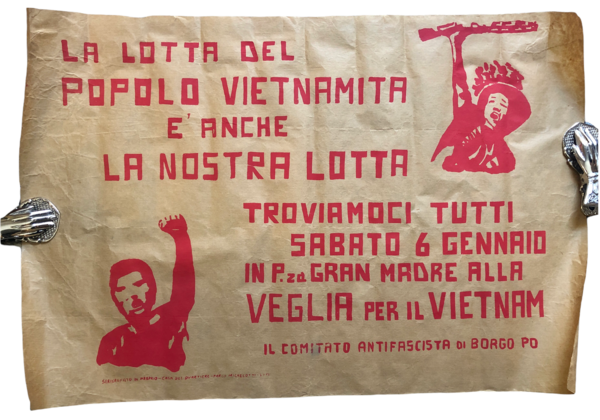 LA LOTTA DEL
POPOLO VIETNAMITA
E' ANCHE
LA NOSTRA LOTTA
TROVIAMOCI TUTTI
SABATO 6 GENNAIO
IN P.za GRAN MADRE ALLA
VEGLIA PER IL VIETNAM
IL COMITATO ANTIFASCISTA DI BORGO PO